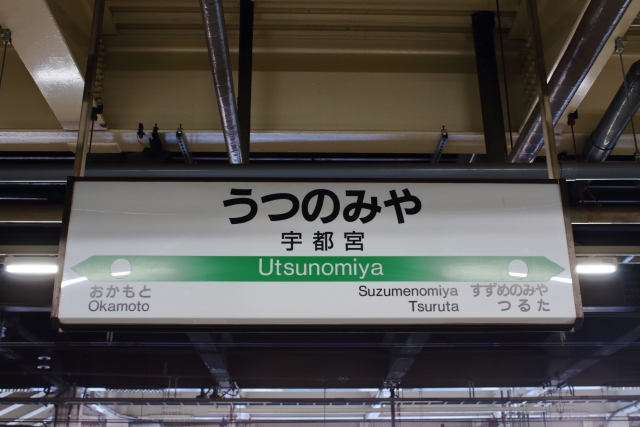 うつのみや
宇都宮
Utsunomiya
おかもと
Okamoto
Suzumenomiya すずめのみや
Tsuruta つるた